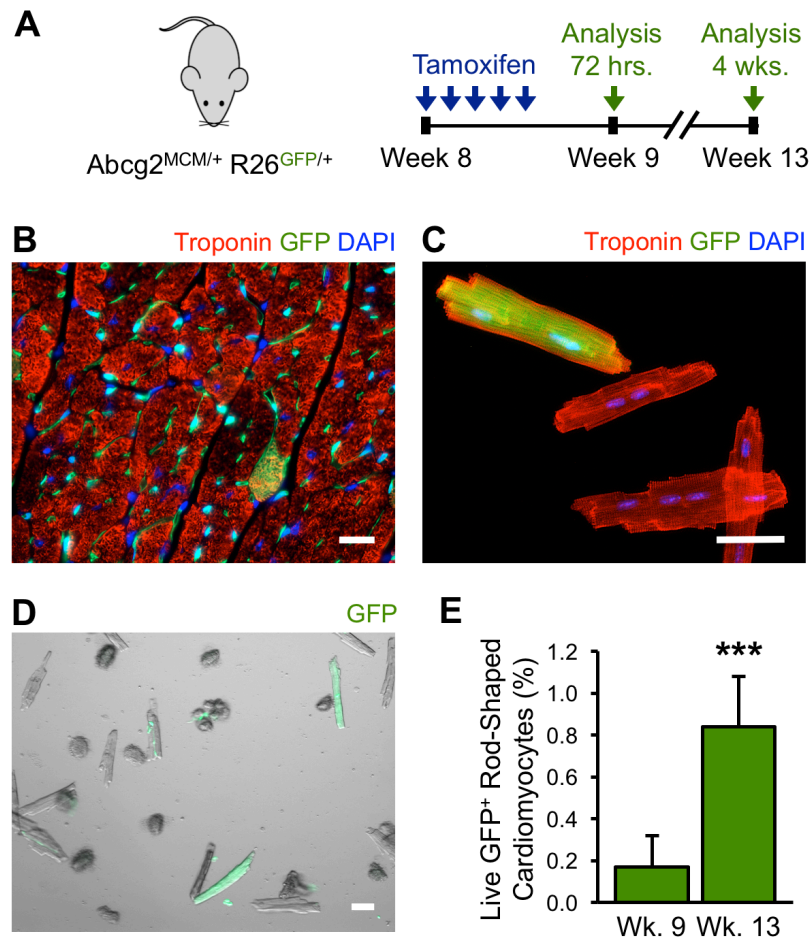 A
Tamoxifen
Analysis
72 hrs.
Analysis
4 wks.
Abcg2MCM/+ R26GFP/+
Week 8
Week 9
Week 13
B
Troponin GFP DAPI
C
Troponin GFP DAPI
D
GFP
E
Live GFP+ Rod-Shaped
Cardiomyocytes (%)
1.2
1.0
0.8
0.6
0.4
0.2
0.0
***
Wk. 9
Wk. 13